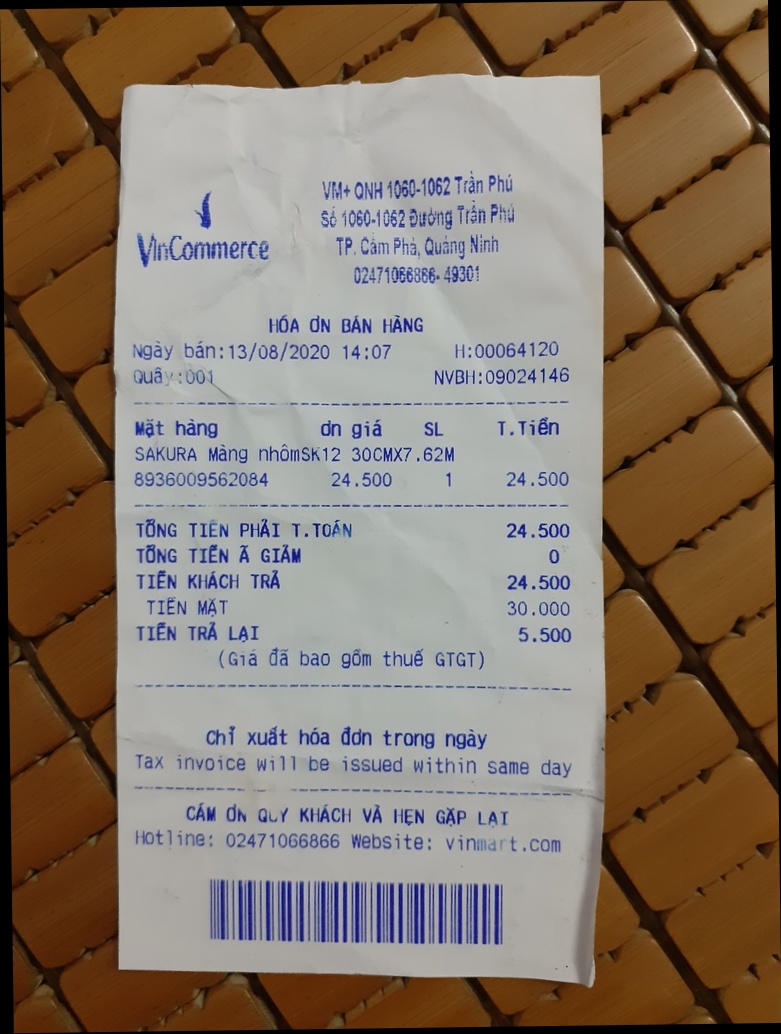 VinCommerce
VM+ QNH 1060-1062 Trần Phú
Số 1060-1062 Đường Trần Phú
TP. Cẩm Phả, Quảng Ninh
02471066866- 49301
HÓA ƠN BÁN HÀNG
Ngày bán:13/08/2020 14:07 H:00064120
Quầy:001 NVBH:09024146
Mặt hàng ơn giá SL T.Tiền
SAKURA Màng nhômSK12 30CMX7.62M
8936009562084 24.500 1 24.500
TỔNG TIỀN PHẢI T.TOÁN 24.500
TỔNG TIỀN Ã GIẢM 0
TIỀN KHÁCH TRẢ 24.500
TIỀN MẶT 30.000
TIỀN TRẢ LẠI 5.500
(Giá đã bao gồm thuế GTGT)
Chỉ xuất hóa đơn trong ngày
Tax invoice will be issued within same day
CẢM ƠN QUÝ KHÁCH VÀ HẸN GẶP LẠI
Hotline: 02471066866 Website: vinmart.com